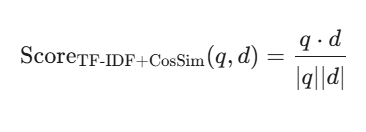 Score_{TF-IDF+CosSim}(q, d) = \frac{q \cdot d}{|q||d|}